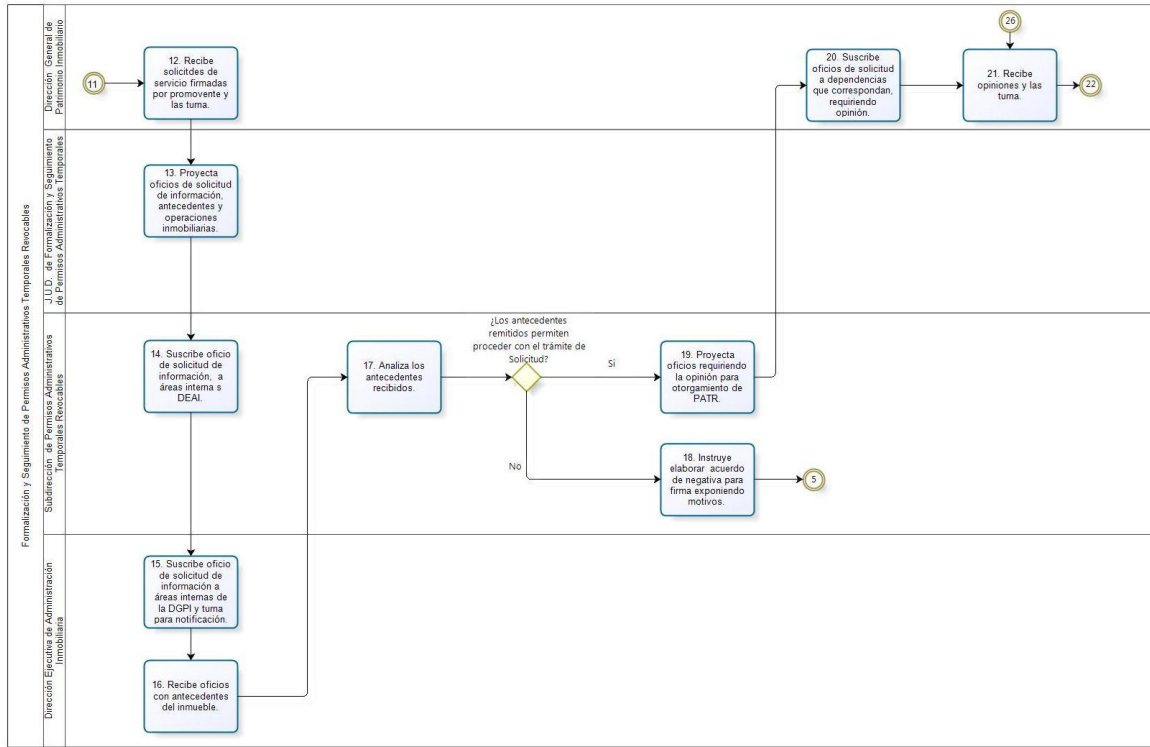 Formalización y Seguimiento de Permisos Administrativos Temporales Revocables
Dirección General de
Patrimonio Inmobiliario
11
12. Recibe
solicitdes de
servicio firmadas
por promovente y
las turna.
20. Suscribe
oficios de solicitud
a dependencias
que correspondan,
requiriendo
opinión.
26
21. Recibe
opiniones y las
turna.
22
J.U.D. de Formalización y Seguimiento
de Permisos Administrativos Temporales
13. Proyecta
oficios de solicitud
de información,
antecedentes y
operaciones
inmobiliarias.
Subdirección de Permisos Administrativos
Temporales Revocables
14. Suscribe oficio
de solicitud de
información, a
áreas interna s
DEAI.
17. Analiza los
antecedentes
recibidos.
¿Los antecedentes
remitidos permiten
proceder con el trámite de
Solicitud?
Sí
19. Proyecta
oficios requiriendo
la opinión para
otorgamiento de
PATR.
No
18. Instruye
elaborar acuerdo
de negativa para
firma exponiendo
motivos.
5
Dirección Ejecutiva de Administración
Inmobiliaria
15. Suscribe oficio
de solicitud de
información a
áreas internas de
la DGPI y turna
para notificación.
16. Recibe oficios
con antecedentes
del inmueble.